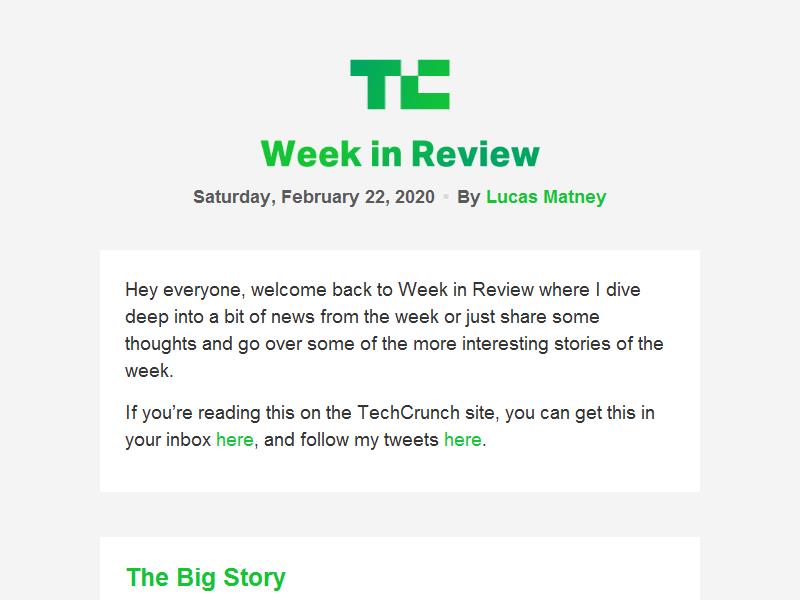 TC
Week in Review
Saturday, February 22, 2020 • By Lucas Matney
Hey everyone, welcome back to Week in Review where I dive
deep into a bit of news from the week or just share some
thoughts and go over some of the more interesting stories of the
week.
If you’re reading this on the TechCrunch site, you can get this in
your inbox here, and follow my tweets here.
The Big Story